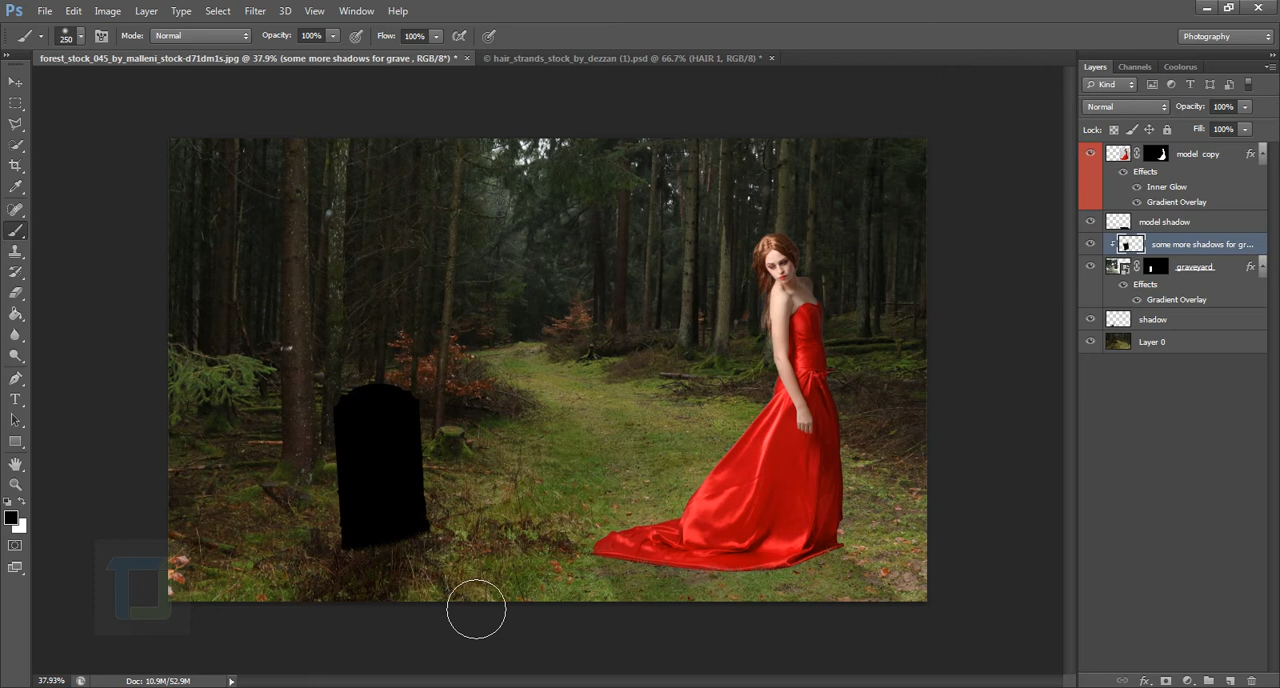 Ps File Edit Image Layer Type Select Filter 3D View Window Help
250 Mode: Normal Opacity: 100% Flow: 100% Photography
forest_stock_045_by_malleni_stock-d71dm1s.jpg @ 37.9% (some more shadows for grave , RGB/8*) * × © hair_strands_stock_by_dezzan (1).psd @ 66.7% (HAIR 1, RGB/8) * ×
Layers Channels Coolorus
Kind
Normal Opacity: 100%
Lock: Fill: 100%
model copy fx
Effects
Inner Glow
Gradient Overlay
model shadow
some more shadows for gr...
graveyard fx
Effects
Gradient Overlay
shadow
Layer 0
37.93% Doc: 10.9M/52.9M